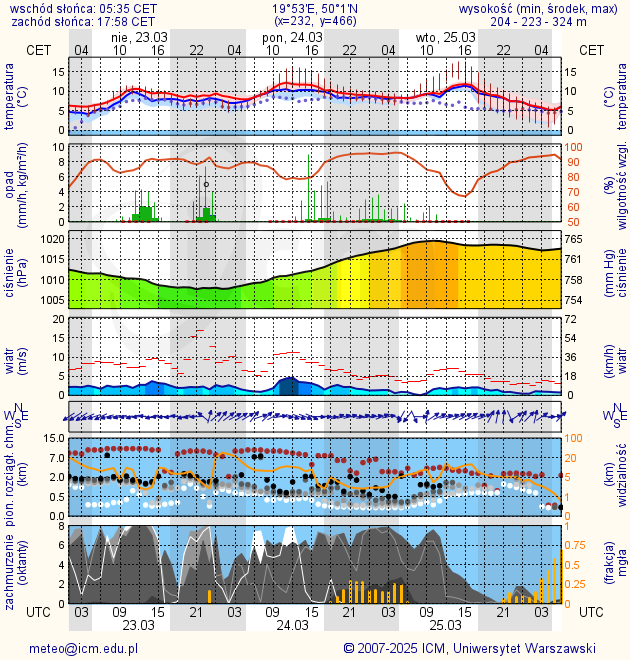 wschód słońca: 05:35 CET 19°53'E, 50°1'N wysokość (min, środek, max)
zachód słońca: 17:58 CET (x=232, y=466) 204 - 223 - 324 m
nie, 23.03 pon, 24.03 wto, 25.03
CET 04 10 16 22 04 10 16 22 04 10 16 22 04 CET
temperatura (°C) 15 10 5 0 15 10 5 0 temperatura (°C)
opad (mm/h, kg/m²/h) 10 8 6 4 2 0 100 90 80 70 60 50 (%) wilgotność wzgl.
ciśnienie (hPa) 1020 1015 1010 1005 765 761 758 754 (mm Hg) ciśnienie
wiatr (m/s) 20 15 10 5 0 72 54 36 18 0 (km/h) wiatr
N W E S N W E S
pion. rozciągł. chm. (km) 15.0 7.0 2.0 0.5 0.0 100 20 5 1 0 (km) widzialność
zachmurzenie (oktanty) 8 6 4 2 0 1 0.75 0.5 0.25 0 (frakcja) mgła
UTC 03 09 15 21 03 09 15 21 03 09 15 21 03 UTC
23.03 24.03 25.03
meteo@icm.edu.pl © 2007-2025 ICM, Uniwersytet Warszawski